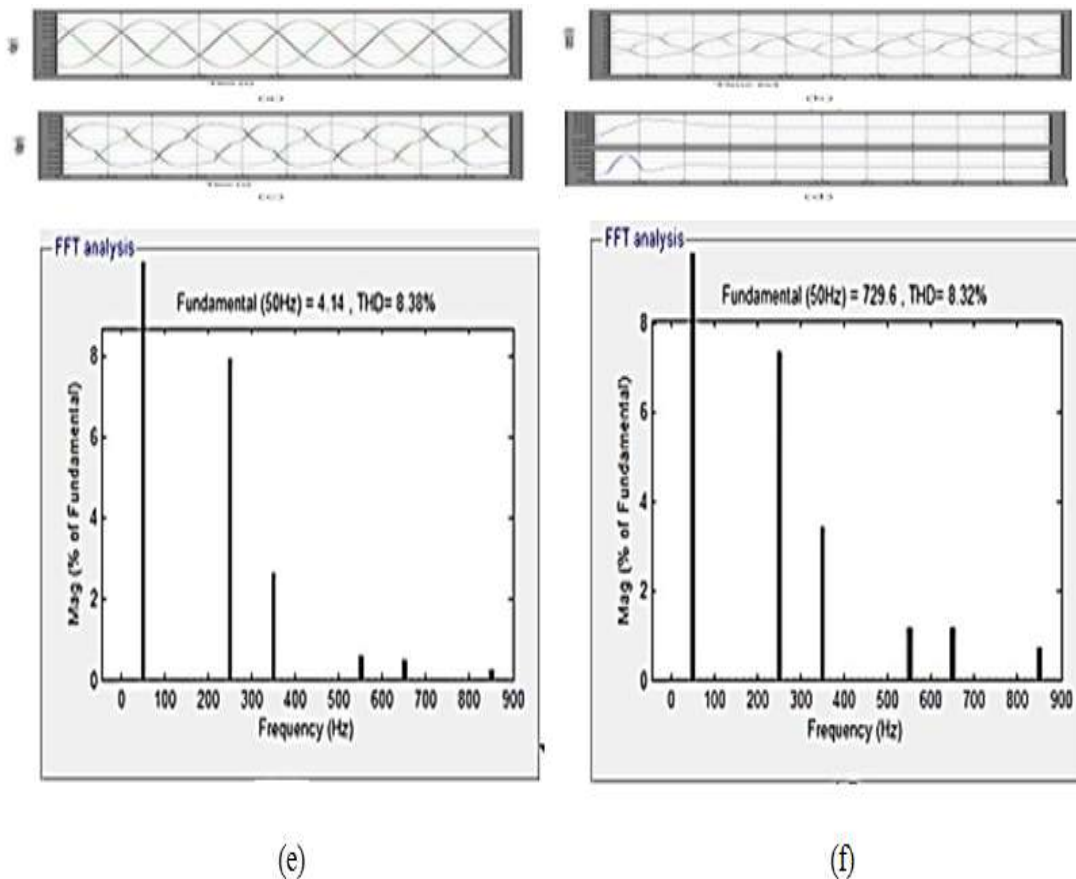 (a)
(b)
(c)
(d)
FFT analysis
Fundamental (50Hz) = 4.14 , THD= 8.38%
Mag (% of Fundamental)
8
6
4
2
0
0 100 200 300 400 500 600 700 800 900
Frequency (Hz)
(e)
FFT analysis
Fundamental (50Hz) = 729.6 , THD= 8.32%
Mag (% of Fundamental)
8
6
4
2
0
0 100 200 300 400 500 600 700 800 900
Frequency (Hz)
(f)